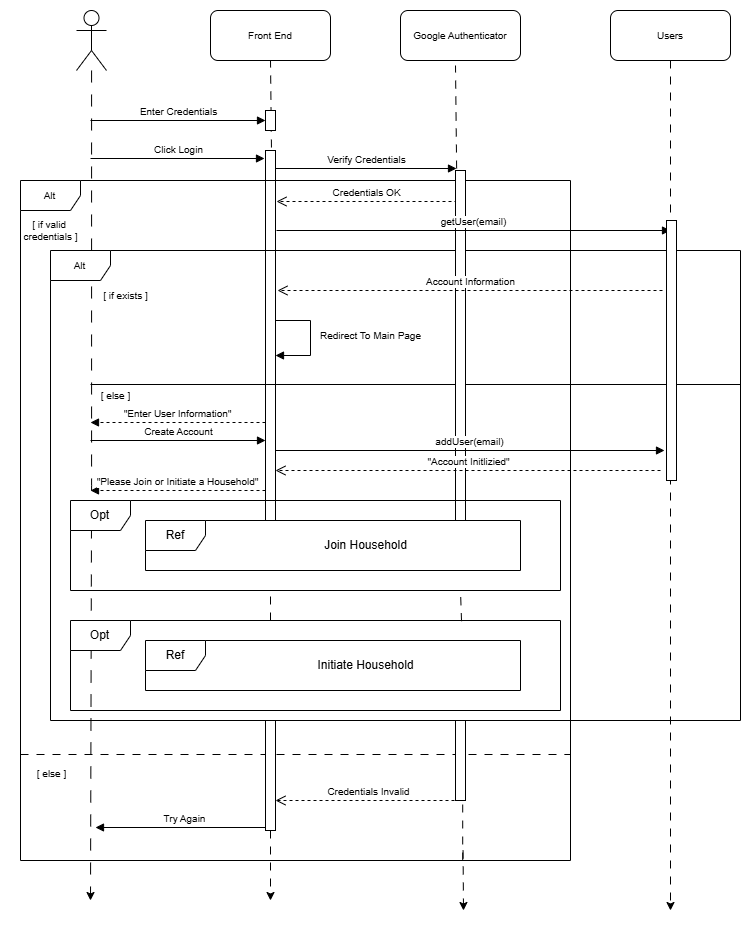 Front End
Google Authenticator
Users
Enter Credentials
Click Login
Verify Credentials
Alt
Credentials OK
[ if valid
credentials ]
getUser(email)
Alt
Account Information
[ if exists ]
Redirect To Main Page
[ else ]
"Enter User Information"
Create Account
addUser(email)
"Account Initlizied"
"Please Join or Initiate a Household"
Opt
Ref
Join Household
Opt
Ref
Initiate Household
[ else ]
Credentials Invalid
Try Again